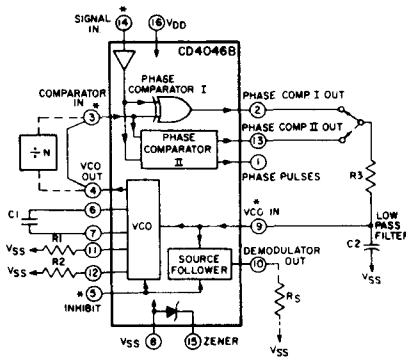 *
SIGNAL IN.
14
16 VDD
CD4046B
PHASE COMPARATOR I
COMPARATOR IN
*
3
PHASE COMP I OUT
2
÷N
PHASE COMPARATOR II
PHASE COMP II OUT
13
1
PHASE PULSES
VCO OUT
4
R3
C1
6
7
VCO
*
VCO IN
9
LOW PASS FILTER
C2
VSS
VSS R1 11
VSS R2 12
SOURCE FOLLOWER
DEMODULATOR OUT
10
*
5
INHIBIT
RS
VSS
VSS 8
15 ZENER